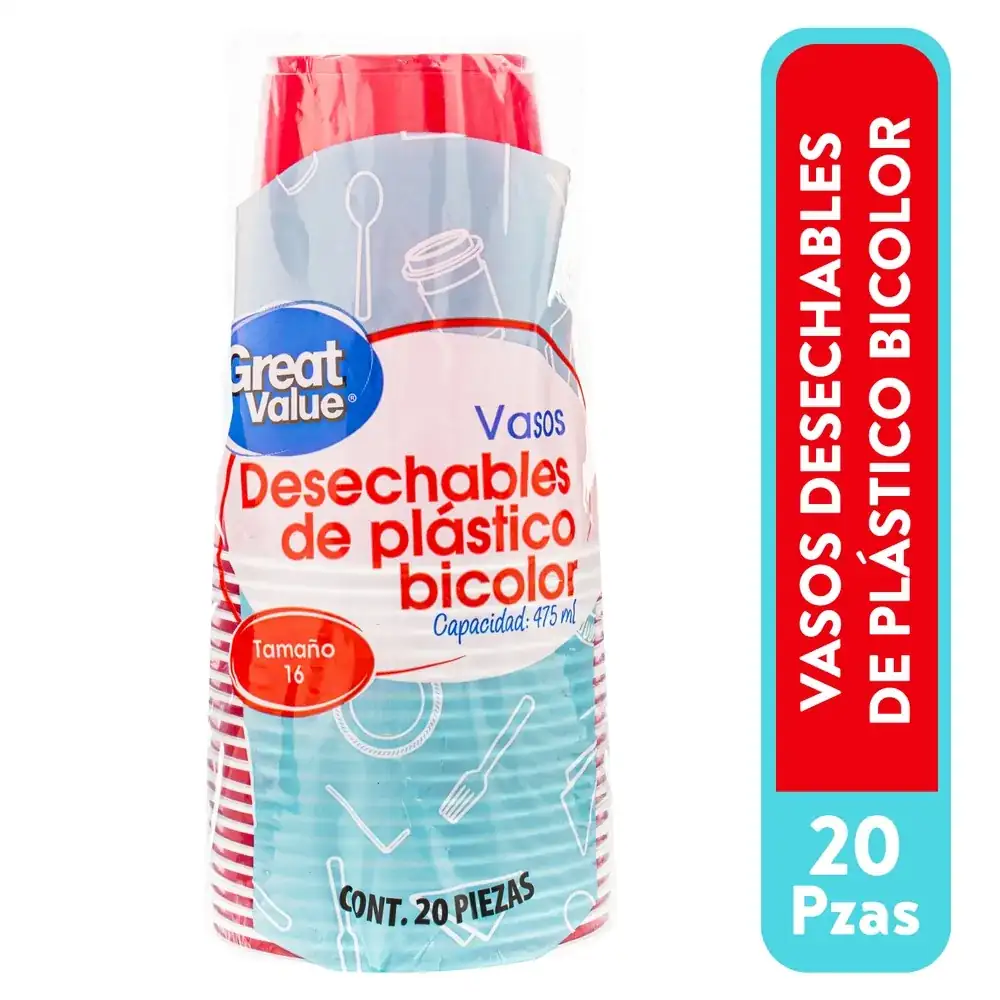 Great
Value®
Vasos
Desechables
de plástico
bicolor
Capacidad: 475 ml
Tamaño
16
CONT. 20 PIEZAS
VASOS DESECHABLES
DE PLÁSTICO BICOLOR
20
Pzas